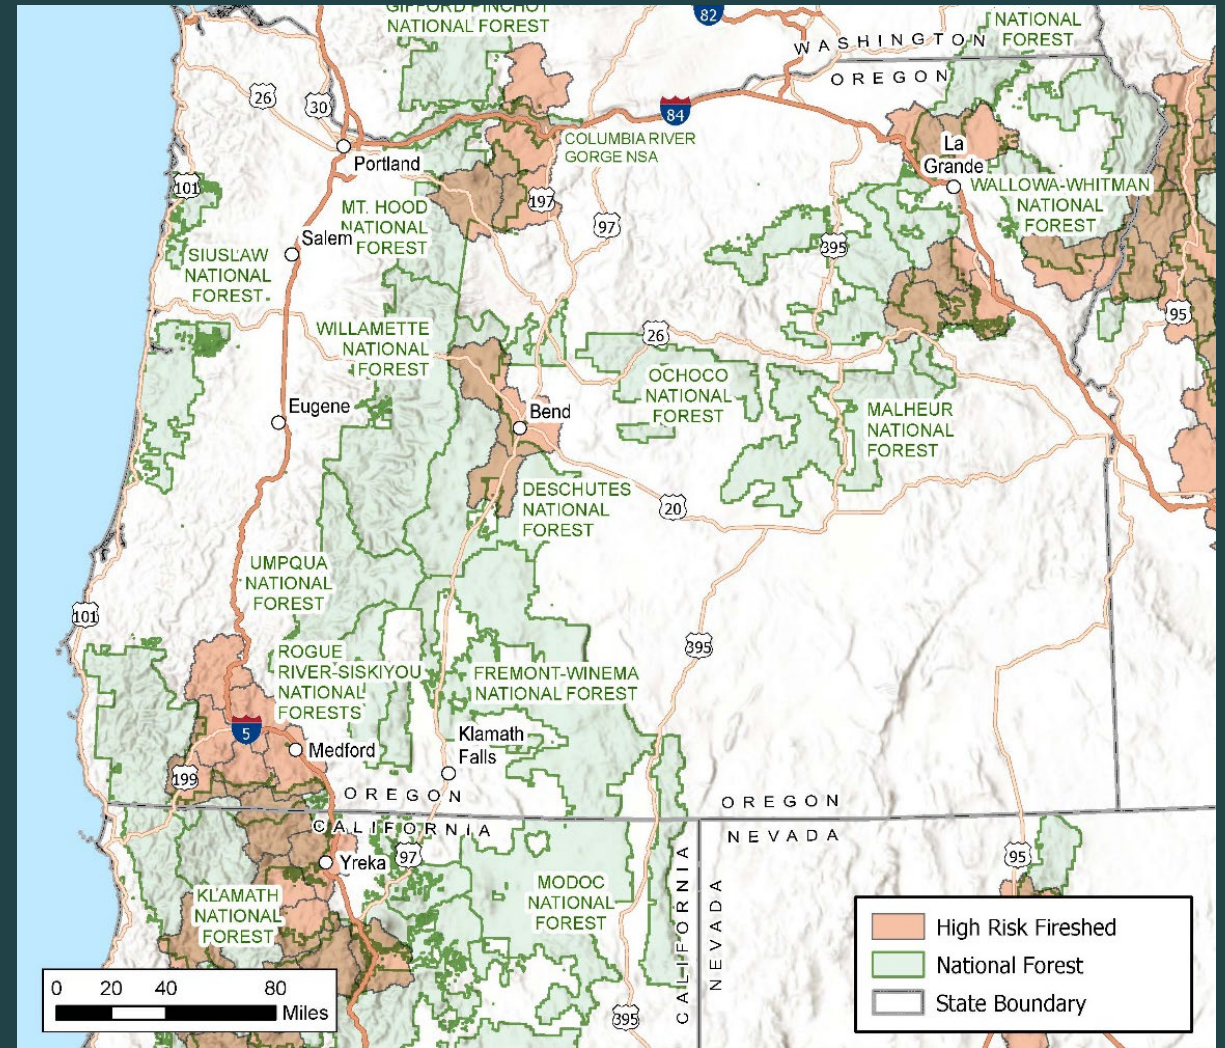 GIFFORD PINCHOT
NATIONAL FOREST
82
NATIONAL
FOREST
WASHINGTON
OREGON
26
30
84
COLUMBIA RIVER
GORGE NSA
Portland
La
Grande
101
197
WALLOWA-WHITMAN
NATIONAL
FOREST
MT. HOOD
NATIONAL
FOREST
97
395
Salem
SIUSLAW
NATIONAL
FOREST
95
WILLAMETTE
NATIONAL
FOREST
26
OCHOCO
NATIONAL
FOREST
Eugene
Bend
MALHEUR
NATIONAL
FOREST
DESCHUTES
NATIONAL
FOREST
20
UMPQUA
NATIONAL
FOREST
101
395
ROGUE
RIVER-SISKIYOU
NATIONAL
FORESTS
FREMONT-WINEMA
NATIONAL FOREST
5
Medford
Klamath
Falls
199
OREGON
OREGON
CALIFORNIA
NEVADA
Yreka
97
95
KLAMATH
NATIONAL
FOREST
MODOC
NATIONAL
FOREST
CALIFORNIA
NEVADA
395
High Risk Fireshed
National Forest
State Boundary
0 20 40 80
Miles